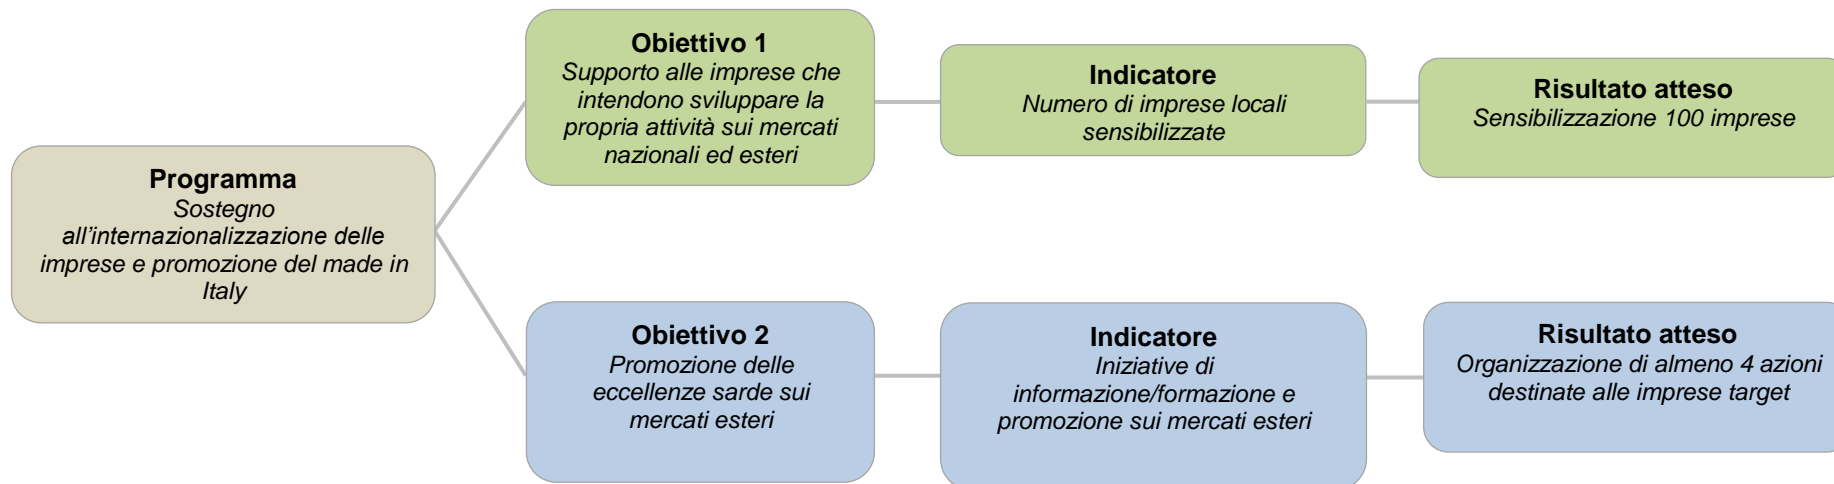 Programma
Sostegno
all’internazionalizzazione delle
imprese e promozione del made in
Italy
Obiettivo 1
Supporto alle imprese che
intendono sviluppare la
propria attività sui mercati
nazionali ed esteri
Indicatore
Numero di imprese locali
sensibilizzate
Risultato atteso
Sensibilizzazione 100 imprese
Obiettivo 2
Promozione delle
eccellenze sarde sui
mercati esteri
Indicatore
Iniziative di
informazione/formazione e
promozione sui mercati esteri
Risultato atteso
Organizzazione di almeno 4 azioni
destinate alle imprese target